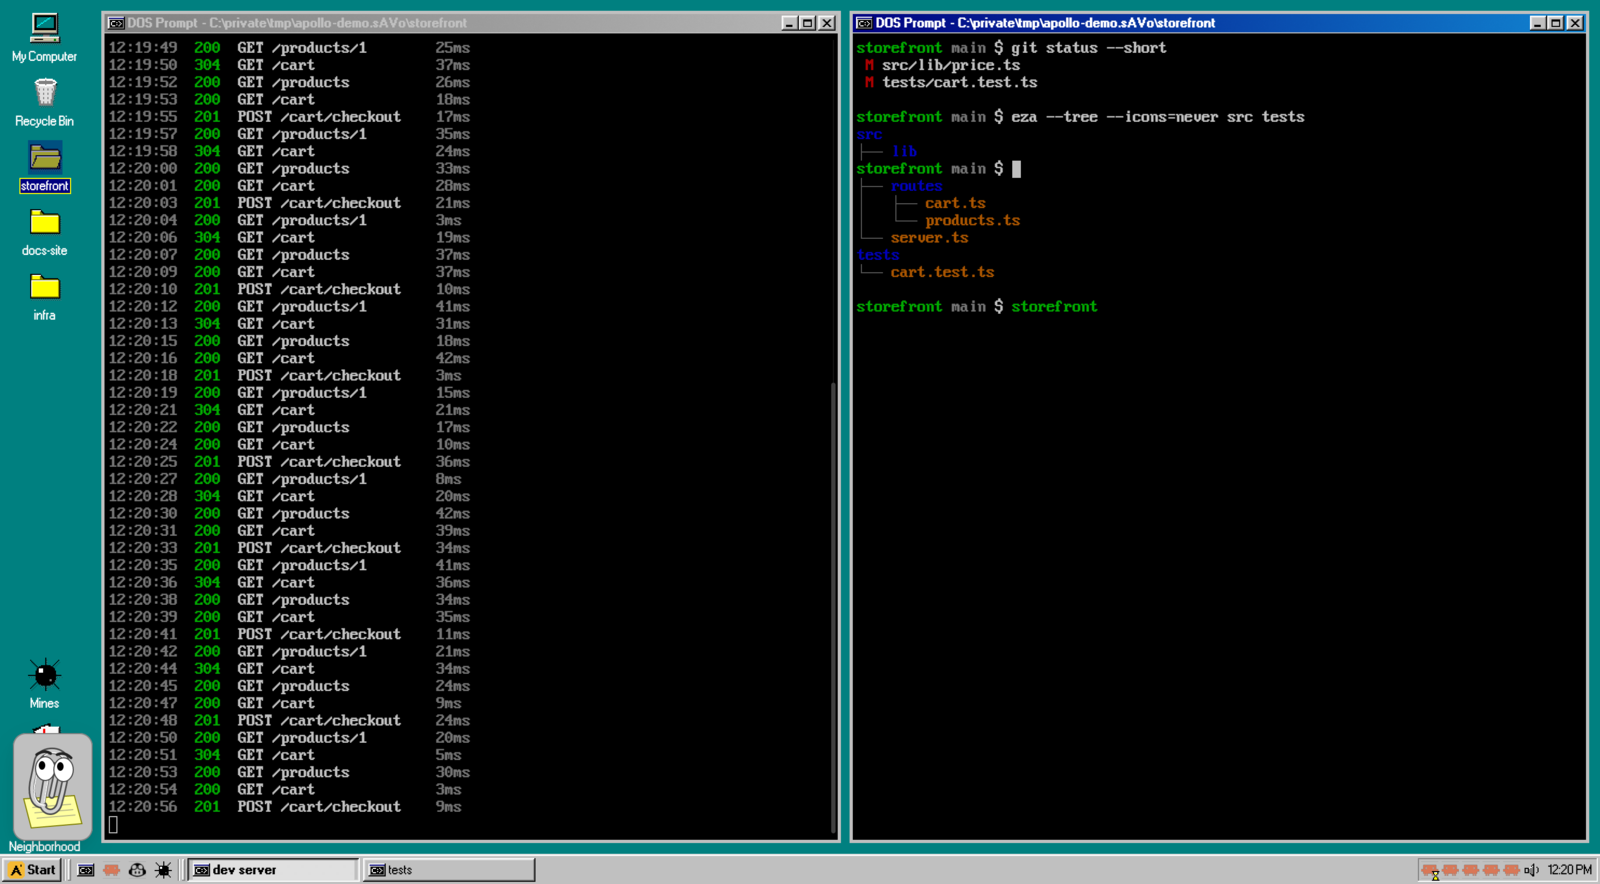 My Computer
Recycle Bin
storefront
docs-site
infra
Mines
Neighborhood
DOS Prompt - C:\private\tmp\apollo-demo.sAVo\storefront
12:19:49 200 GET /products/1 25ms
12:19:50 304 GET /cart 37ms
12:19:52 200 GET /products 26ms
12:19:53 200 GET /cart 18ms
12:19:55 201 POST /cart/checkout 17ms
12:19:57 200 GET /products/1 35ms
12:19:58 304 GET /cart 24ms
12:20:00 200 GET /products 33ms
12:20:01 200 GET /cart 28ms
12:20:03 201 POST /cart/checkout 21ms
12:20:04 200 GET /products/1 3ms
12:20:06 304 GET /cart 19ms
12:20:07 200 GET /products 37ms
12:20:09 200 GET /cart 37ms
12:20:10 201 POST /cart/checkout 10ms
12:20:12 200 GET /products/1 41ms
12:20:13 304 GET /cart 31ms
12:20:15 200 GET /products 18ms
12:20:16 200 GET /cart 42ms
12:20:18 201 POST /cart/checkout 3ms
12:20:19 200 GET /products/1 15ms
12:20:21 304 GET /cart 21ms
12:20:22 200 GET /products 17ms
12:20:24 200 GET /cart 10ms
12:20:25 201 POST /cart/checkout 36ms
12:20:27 200 GET /products/1 8ms
12:20:28 304 GET /cart 20ms
12:20:30 200 GET /products 42ms
12:20:31 200 GET /cart 39ms
12:20:33 201 POST /cart/checkout 34ms
12:20:35 200 GET /products/1 41ms
12:20:36 304 GET /cart 36ms
12:20:38 200 GET /products 34ms
12:20:39 200 GET /cart 35ms
12:20:41 201 POST /cart/checkout 11ms
12:20:42 200 GET /products/1 21ms
12:20:44 304 GET /cart 34ms
12:20:45 200 GET /products 24ms
12:20:47 200 GET /cart 9ms
12:20:48 201 POST /cart/checkout 24ms
12:20:50 200 GET /products/1 20ms
12:20:51 304 GET /cart 5ms
12:20:53 200 GET /products 30ms
12:20:54 200 GET /cart 3ms
12:20:56 201 POST /cart/checkout 9ms
DOS Prompt - C:\private\tmp\apollo-demo.sAVo\storefront
storefront main $ git status --short
M src/lib/price.ts
M tests/cart.test.ts
storefront main $ eza --tree --icons=never src tests
src
├── lib
storefront main $
├── routes
│   ├── cart.ts
│   └── products.ts
└── server.ts
tests
└── cart.test.ts
storefront main $ storefront
Start
dev server
tests
12:20 PM